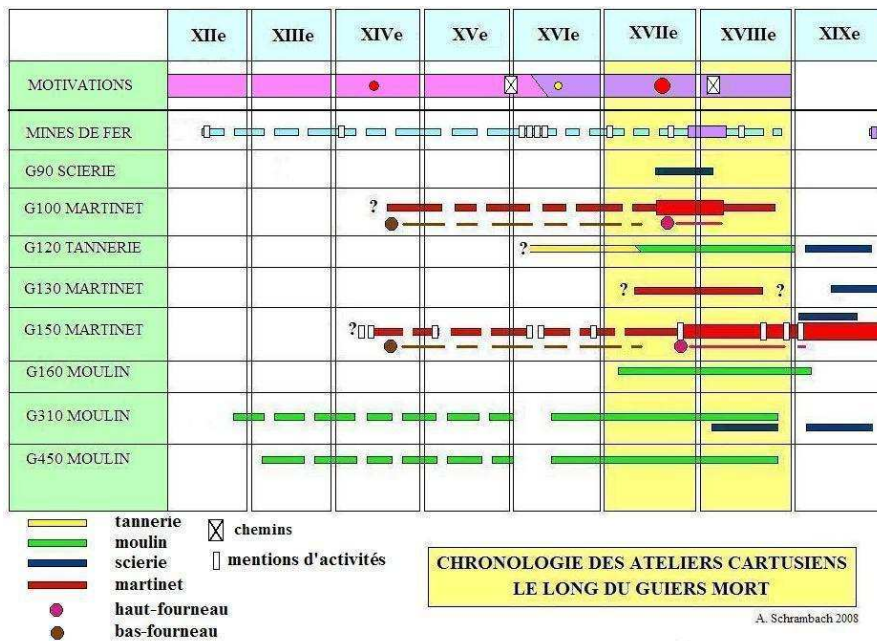 XIIe XIIIe XIVe XVe XVIe XVIIe XVIIIe XIXe
MOTIVATIONS
MINES DE FER
G90 SCIERIE
G100 MARTINET ?
G120 TANNERIE ?
G130 MARTINET ? ?
G150 MARTINET ?
G160 MOULIN
G310 MOULIN
G450 MOULIN
tannerie
moulin
scierie
martinet
haut-fourneau
bas-fourneau
chemins
mentions d'activités
CHRONOLOGIE DES ATELIERS CARTUSIENS
LE LONG DU GUIERS MORT
A. Schrambach 2008